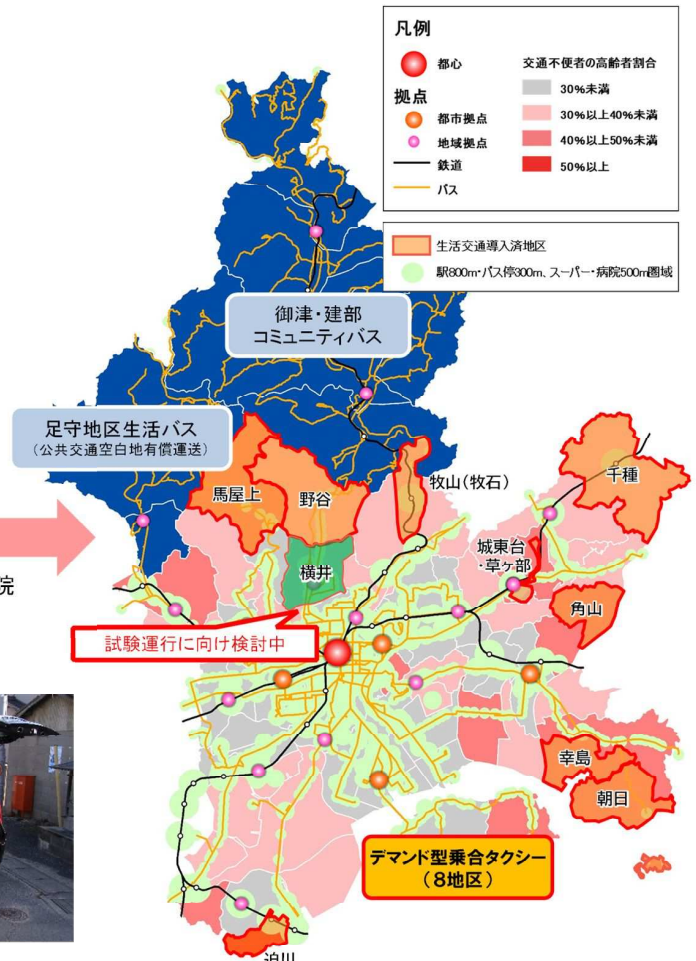 凡例
都心
拠点
都市拠点
地域拠点
鉄道
バス
交通不便者の高齢者割合
30%未満
30%以上40%未満
40%以上50%未満
50%以上
生活交通導入済地区
駅800m・バス停300m、スーパー・病院500m圏域
御津・建部
コミュニティバス
足守地区生活バス
(公共交通空白地有償運送)
馬屋上
野谷
牧山(牧石)
千種
城東台
・草ヶ部
横井
角山
院
試験運行に向け検討中
幸島
朝日
デマンド型乗合タクシー
(8地区)
迫川